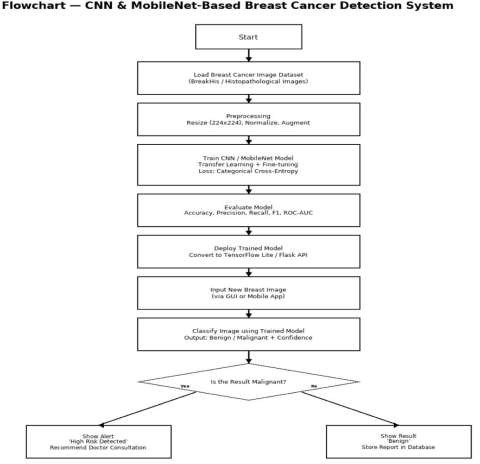 Flowchart — CNN & MobileNet-Based Breast Cancer Detection System
Start
Load Breast Cancer Image Dataset
(BreakHis / Histopathological Images)
Preprocessing
Resize (224x224), Normalize, Augment
Train CNN / MobileNet Model
Transfer Learning + Fine-tuning
Loss: Categorical Cross-Entropy
Evaluate Model
Accuracy, Precision, Recall, F1, ROC-AUC
Deploy Trained Model
Convert to TensorFlow Lite / Flask API
Input New Breast Image
(via GUI or Mobile App)
Classify Image using Trained Model
Output: Benign / Malignant + Confidence
Is the Result Malignant?
Yes
No
Show Alert
'High Risk Detected'
Recommend Doctor Consultation
Show Result
'Benign'
Store Report in Database